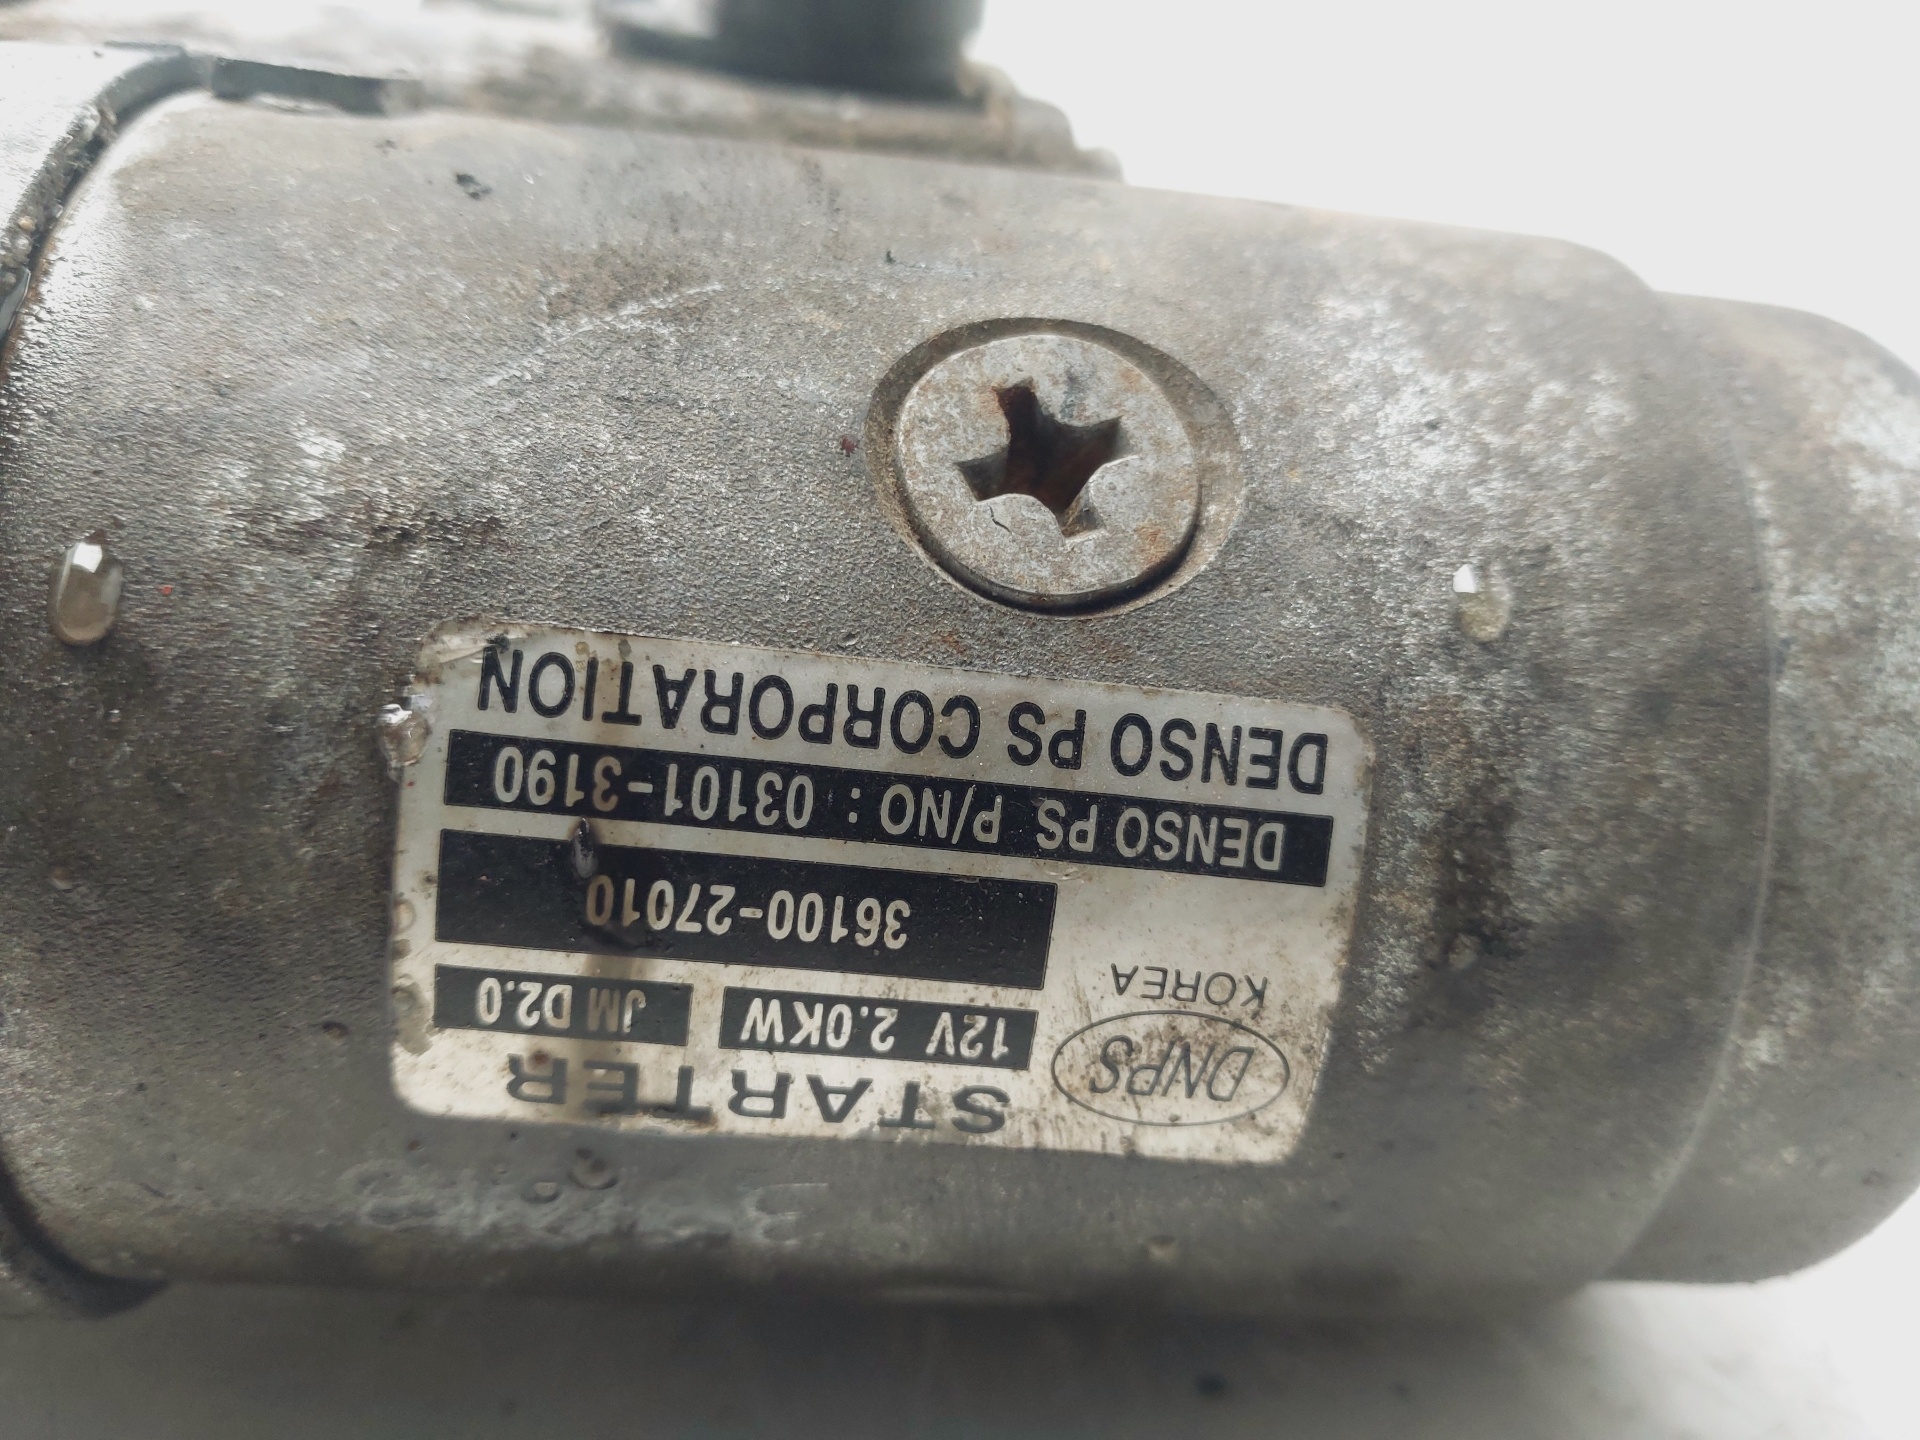 STARTER
DNPS
12V 2.0KW JM D2.0
KOREA
36100-27010
DENSO PS P/NO : 03101-3190
DENSO PS CORPORATION